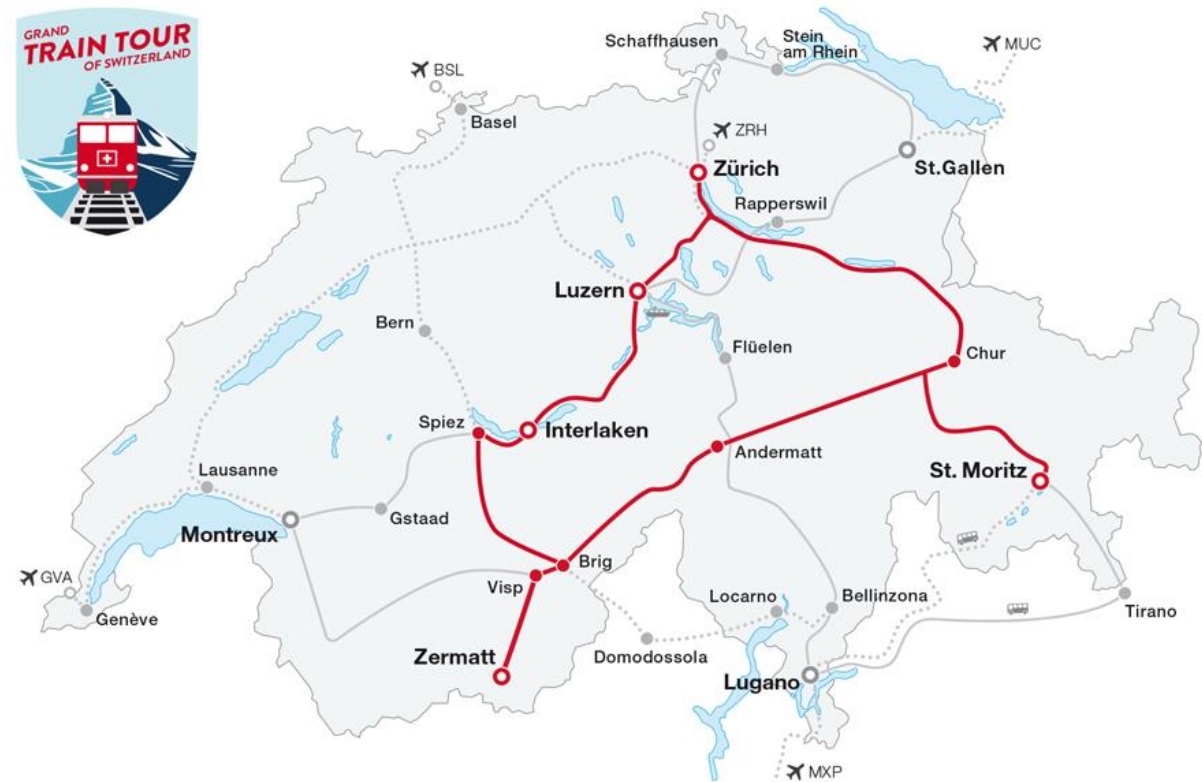 GRAND
TRAIN TOUR
OF SWITZERLAND
Schaffhausen
Stein
am Rhein
MUC
BSL
Basel
ZRH
Zürich
St.Gallen
Rapperswil
Luzern
Bern
Flüelen
Chur
Spiez
Interlaken
Andermatt
St. Moritz
Lausanne
Montreux
Gstaad
GVA
Genève
Visp
Brig
Locarno
Bellinzona
Tirano
Zermatt
Domodossola
Lugano
MXP